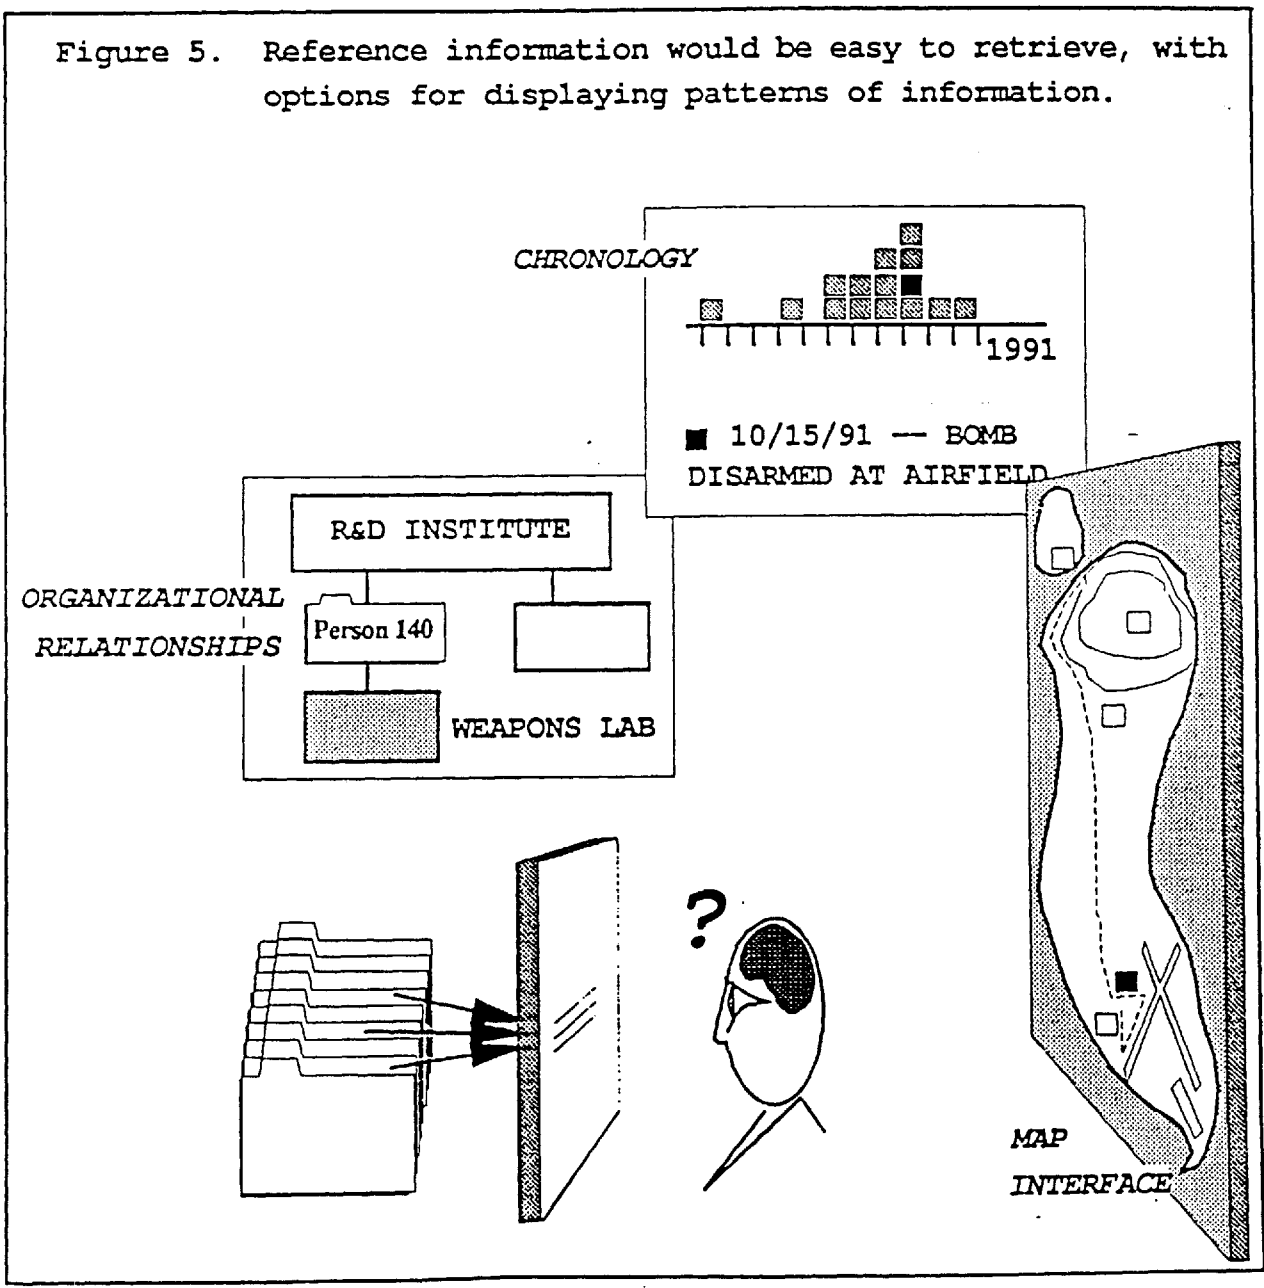 Figure 5. Reference information would be easy to retrieve, with
options for displaying patterns of information.
CHRONOLOGY
1991
10/15/91 — BOMB
DISARMED AT AIRFIELD
R&D INSTITUTE
ORGANIZATIONAL
RELATIONSHIPS
Person 140
WEAPONS LAB
?
MAP
INTERFACE